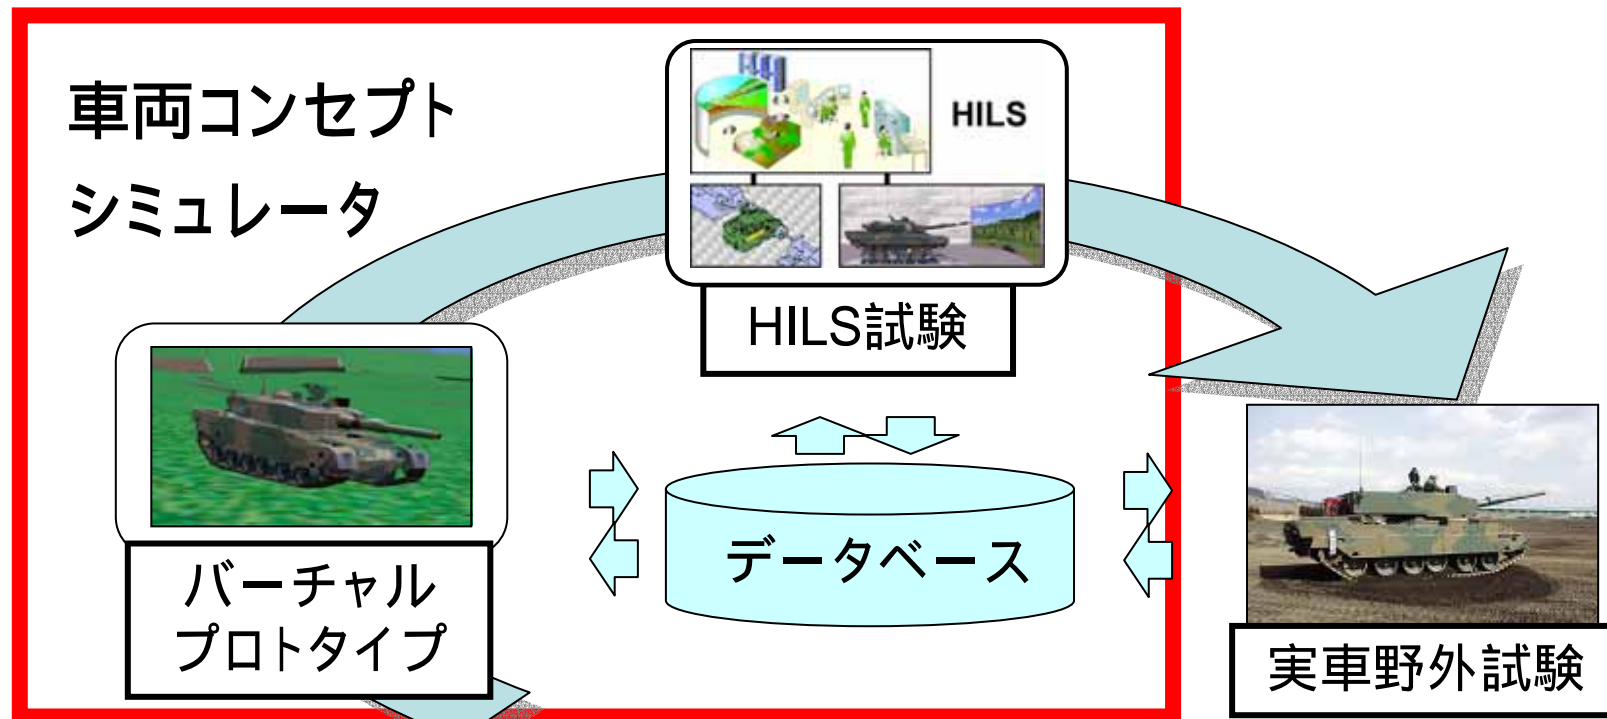 車両コンセプト
シミュレータ
HILS
HILS試験
バーチャル
プロトタイプ
データベース
実車野外試験